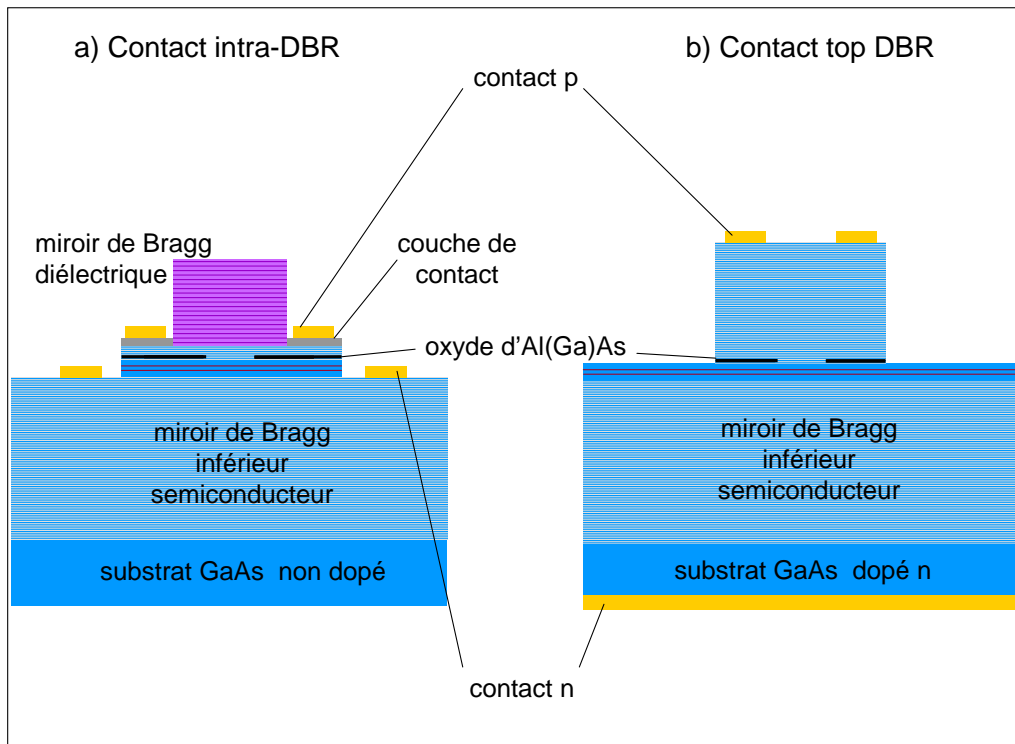 a) Contact intra-DBR
b) Contact top DBR
contact p
miroir de Bragg
diélectrique
couche de
contact
oxyde d'Al(Ga)As
miroir de Bragg
inférieur
semiconducteur
miroir de Bragg
inférieur
semiconducteur
substrat GaAs non dopé
substrat GaAs dopé n
contact n